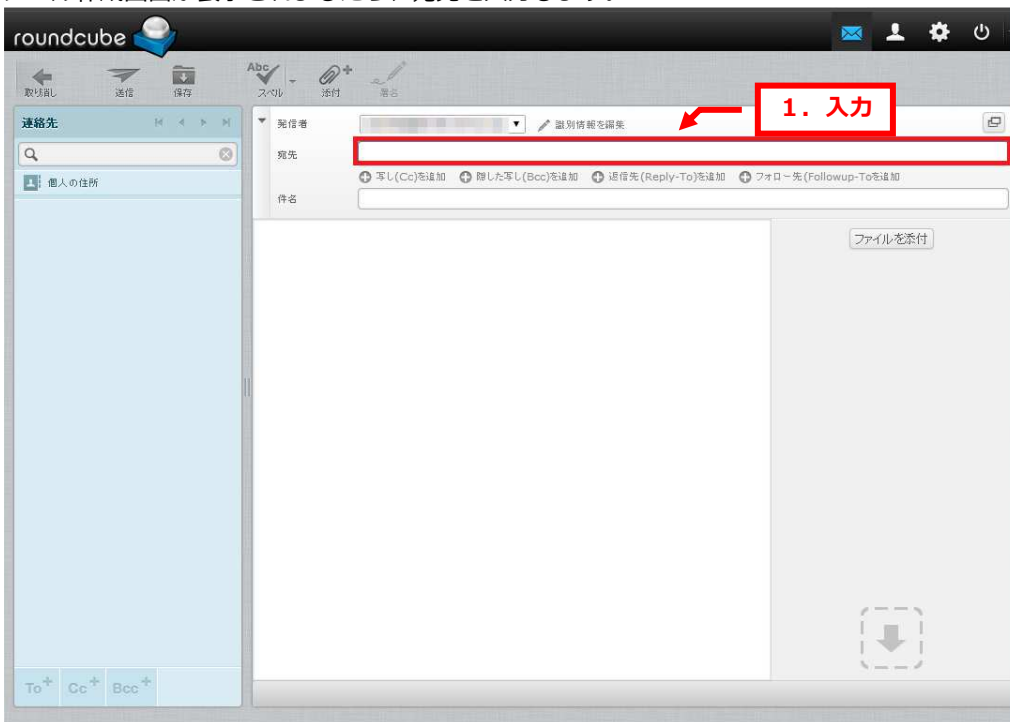 roundcube
取り消し 送信 保存 スペル 添付 署名
Abc
連絡先
個人の住所
発信者 識別情報を編集
1. 入力
宛先
写し(Cc)を追加 隠した写し(Bcc)を追加 返信先(Reply-To)を追加 フォロー先(Followup-Toを追加
件名
ファイルを添付
To+ Cc+ Bcc+